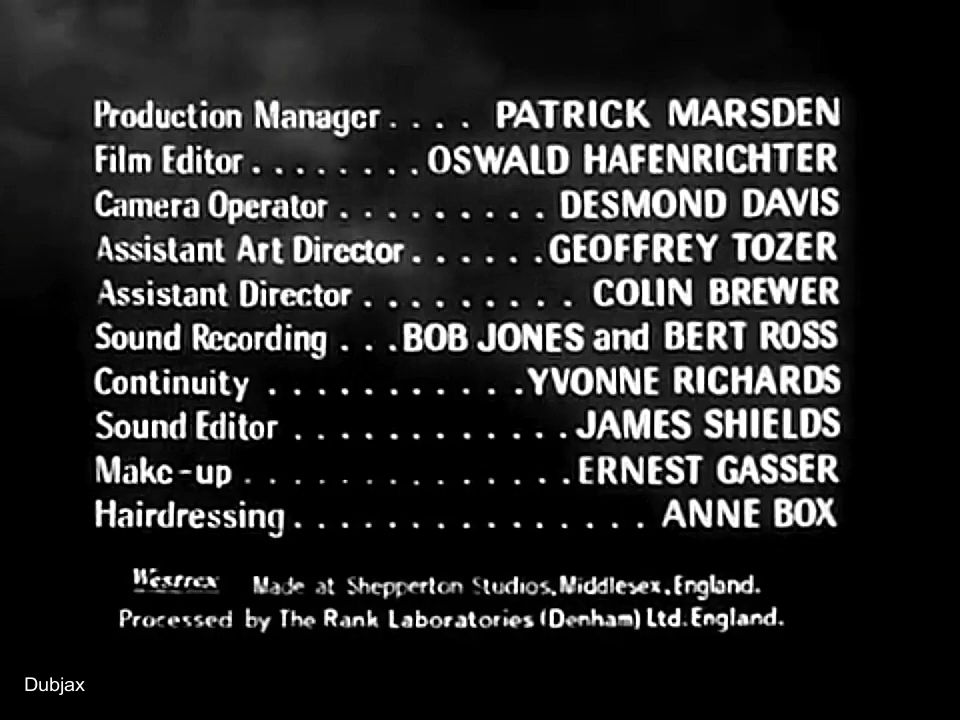 Production Manager.... PATRICK MARSDEN
Film Editor........OSWALD HAFENRICHTER
Camera Operator......... DESMOND DAVIS
Assistant Art Director......GEOFFREY TOZER
Assistant Director......... COLIN BREWER
Sound Recording ...BOB JONES and BERT ROSS
Continuity ...........YVONNE RICHARDS
Sound Editor .............JAMES SHIELDS
Make-up ...............ERNEST GASSER
Hairdressing................ ANNE BOX
Westrex Made at Shepperton Studios, Middlesex, England.
Processed by The Rank Laboratories (Denham) Ltd. England.
Dubjax